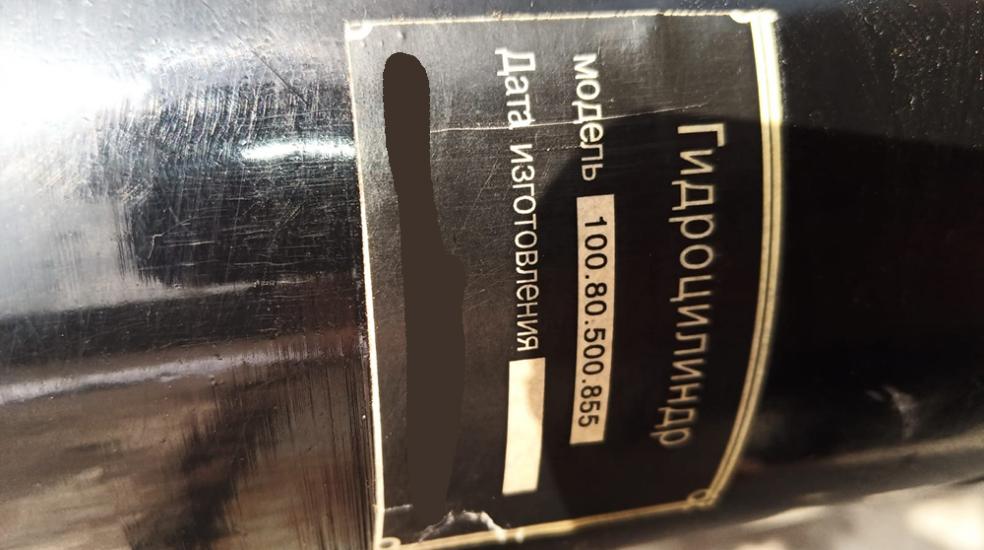 Гидроцилиндр
модель 100.80.500.855
Дата изготовления